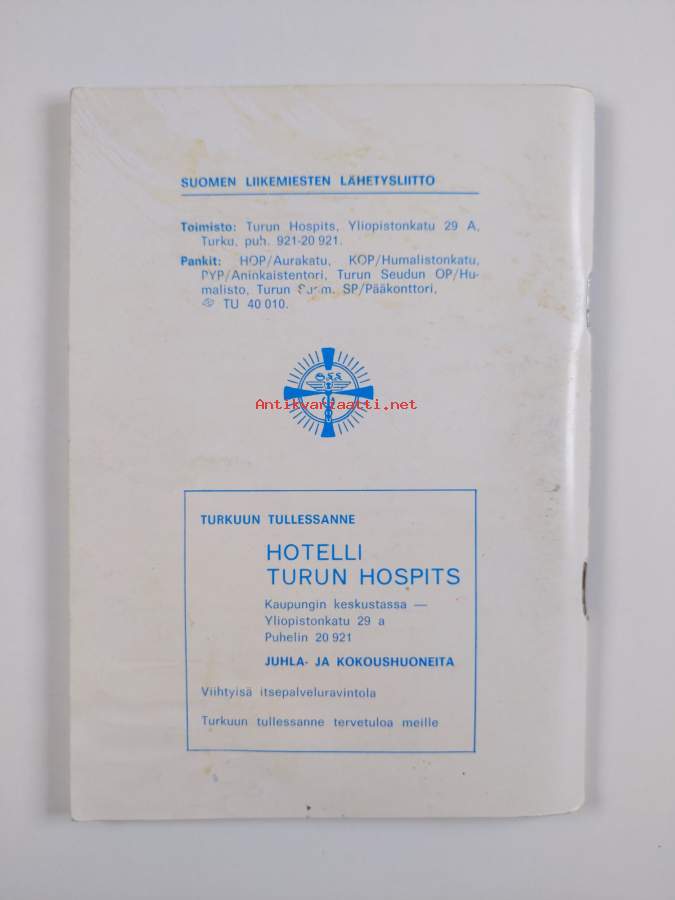 SUOMEN LIIKEMIESTEN LÄHETYSLIITTO
Toimisto: Turun Hospits, Yliopistonkatu 29 A,
Turku, puh. 921-20 921.
Pankit: HOP/Aurakatu, KOP/Humalistonkatu,
PYP/Aninkaistentori, Turun Seudun OP/Hu-
malisto, Turun SP/Pääkonttori,
TU 40 010.
Antikvariaatti.net
TURKUUN TULLESSANNE
HOTELLI
TURUN HOSPITS
Kaupungin keskustassa —
Yliopistonkatu 29 a
Puhelin 20 921
JUHLA- JA KOKOUSHUONEITA
Viihtyisä itsepalveluravintola
Turkuun tullessanne tervetuloa meille